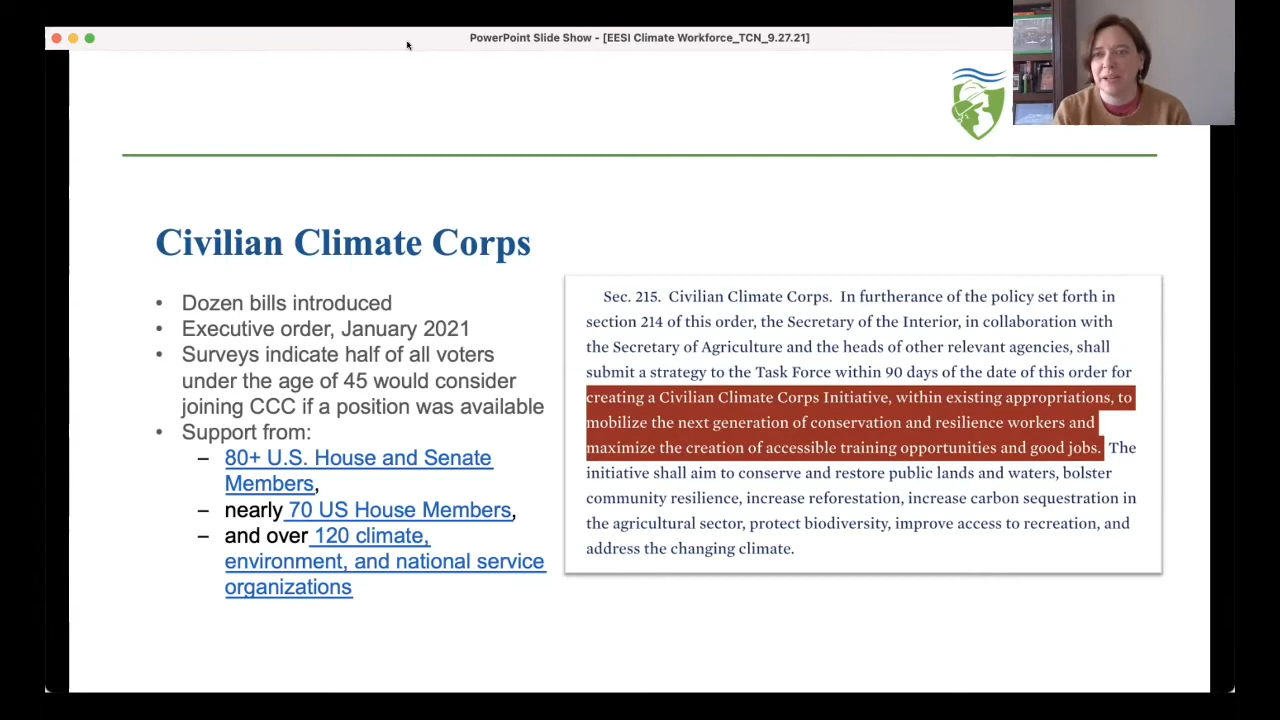 PowerPoint Slide Show - [EESI Climate Workforce_TCN_9.27.21]
Civilian Climate Corps
• Dozen bills introduced
• Executive order, January 2021
• Surveys indicate half of all voters
under the age of 45 would consider
joining CCC if a position was available
• Support from:
– 80+ U.S. House and Senate
Members,
– nearly 70 US House Members,
– and over 120 climate,
environment, and national service
organizations
Sec. 215. Civilian Climate Corps. In furtherance of the policy set forth in
section 214 of this order, the Secretary of the Interior, in collaboration with
the Secretary of Agriculture and the heads of other relevant agencies, shall
submit a strategy to the Task Force within 90 days of the date of this order for
creating a Civilian Climate Corps Initiative, within existing appropriations, to
mobilize the next generation of conservation and resilience workers and
maximize the creation of accessible training opportunities and good jobs. The
initiative shall aim to conserve and restore public lands and waters, bolster
community resilience, increase reforestation, increase carbon sequestration in
the agricultural sector, protect biodiversity, improve access to recreation, and
address the changing climate.